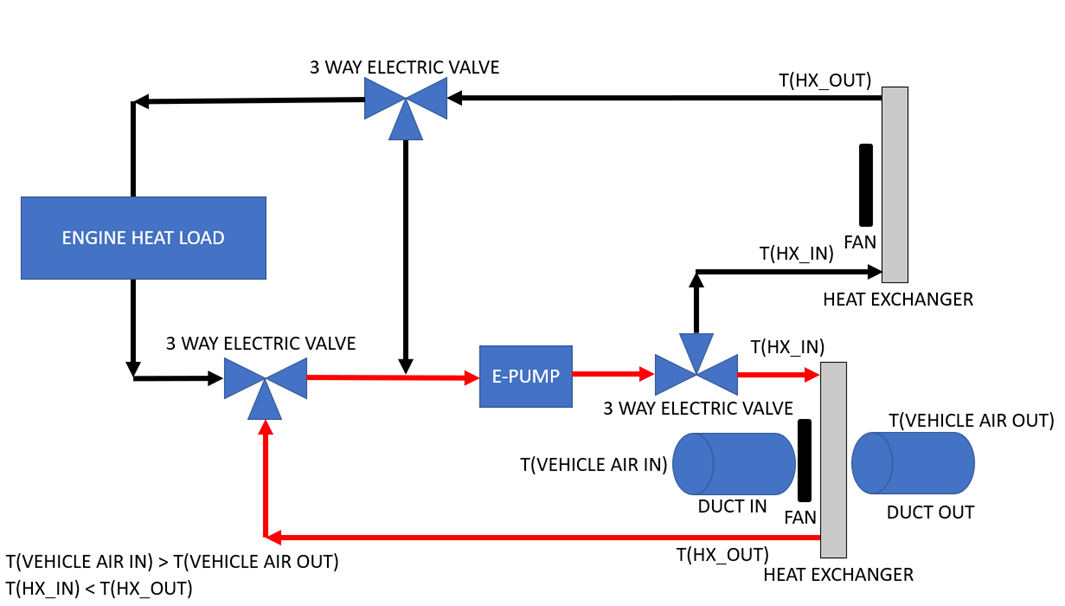 3 WAY ELECTRIC VALVE
T(HX_OUT)
ENGINE HEAT LOAD
FAN
T(HX_IN)
HEAT EXCHANGER
3 WAY ELECTRIC VALVE
T(HX_IN)
E-PUMP
3 WAY ELECTRIC VALVE
T(VEHICLE AIR OUT)
T(VEHICLE AIR IN)
DUCT IN
FAN
DUCT OUT
T(HX_OUT)
HEAT EXCHANGER
T(VEHICLE AIR IN) > T(VEHICLE AIR OUT)
T(HX_IN) < T(HX_OUT)